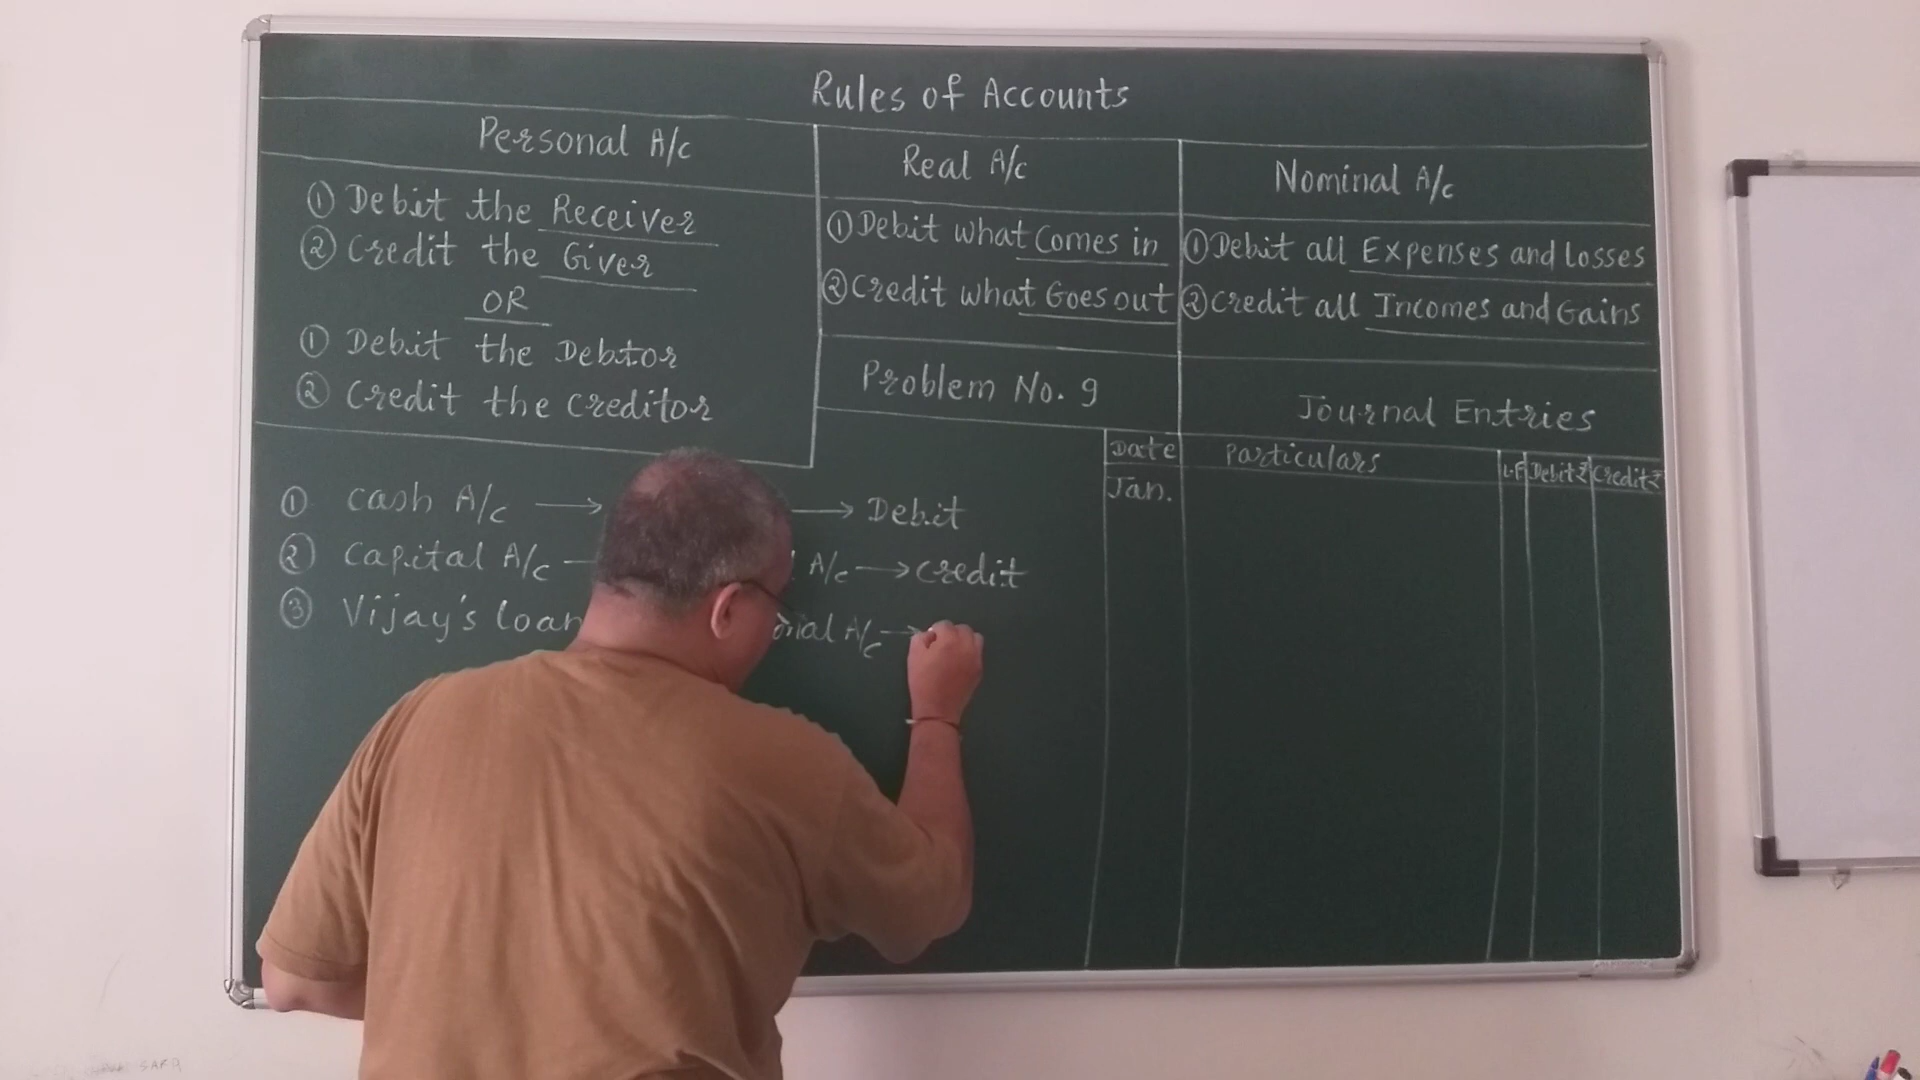 Rules of Accounts
Personal A/c
① Debit the Receiver
② Credit the Giver
OR
① Debit the Debtor
② Credit the creditor
Real A/c
① Debit what Comes in
② Credit what Goes out
Nominal A/c
① Debit all Expenses and Losses
② Credit all Incomes and Gains
Problem No. 9
① cash A/c → → Debit
② Capital A/c – A/c → credit
③ Vijay's loan A/c →
Journal Entries
Date Particulars L.F Debit ₹ Credit ₹
Jan.